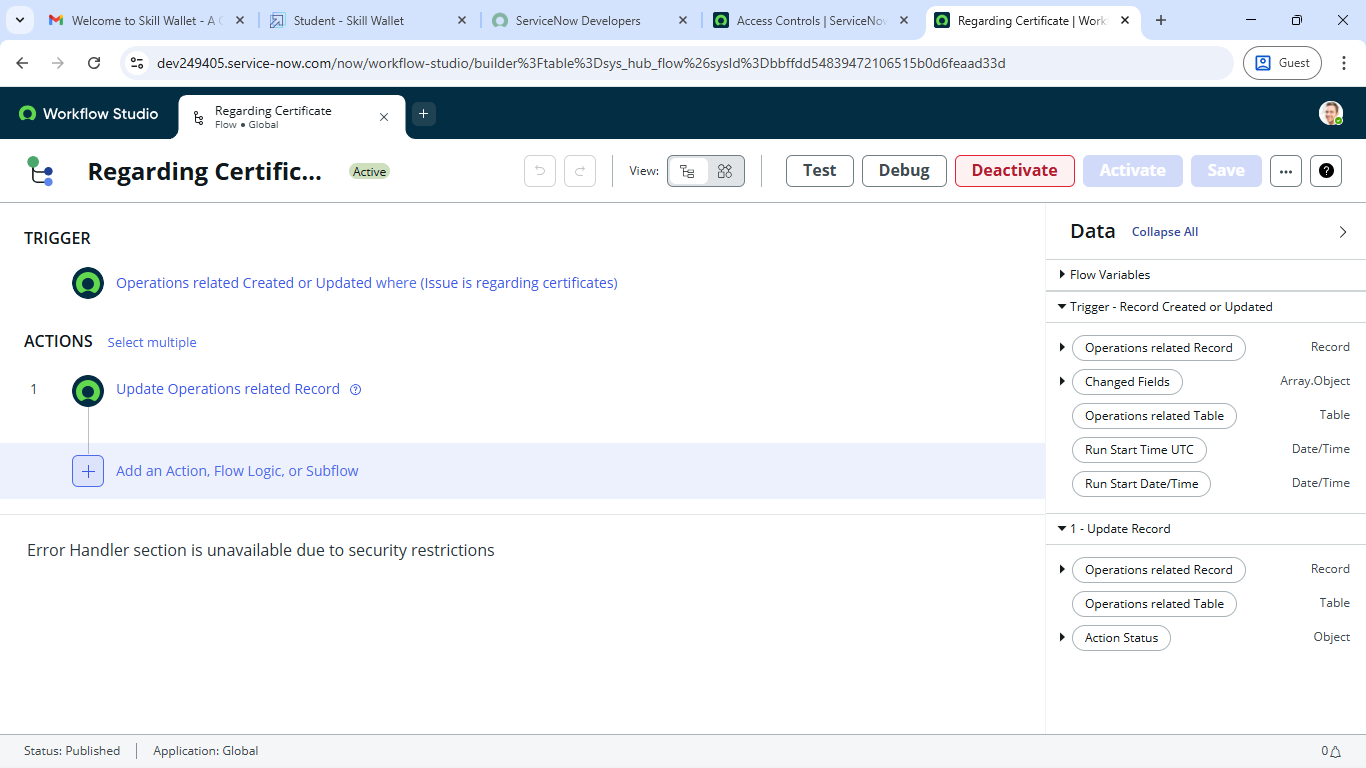 Welcome to Skill Wallet - A C
Student - Skill Wallet
ServiceNow Developers
Access Controls | ServiceNow
Regarding Certificate | Work
dev249405.service-now.com/now/workflow-studio/builder%3Ftable%3Dsys_hub_flow%26sysId%3Dbbffdd54839472106515b0d6feaad33d
Guest
Workflow Studio
Regarding Certificate
Flow • Global
Regarding Certific...
Active
View:
Test
Debug
Deactivate
Activate
Save
TRIGGER
Operations related Created or Updated where (Issue is regarding certificates)
ACTIONS Select multiple
1 Update Operations related Record
Add an Action, Flow Logic, or Subflow
Error Handler section is unavailable due to security restrictions
Data Collapse All
Flow Variables
Trigger - Record Created or Updated
Operations related Record Record
Changed Fields Array.Object
Operations related Table Table
Run Start Time UTC Date/Time
Run Start Date/Time Date/Time
1 - Update Record
Operations related Record Record
Operations related Table Table
Action Status Object
Status: Published Application: Global
0